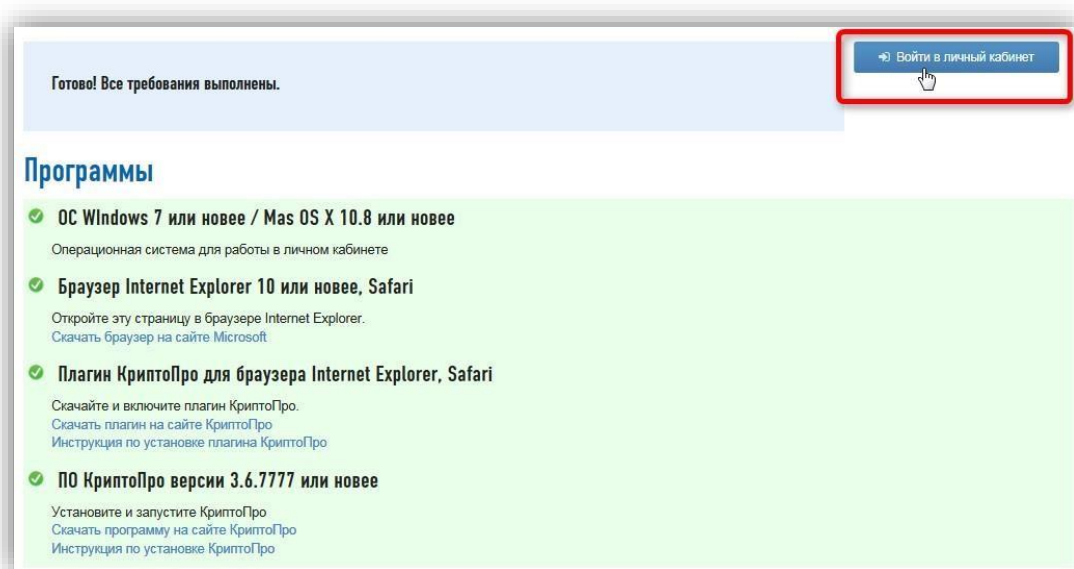 Готово! Все требования выполнены.
Войти в личный кабинет
Программы
ОС WIndows 7 или новее / Mas OS X 10.8 или новее
Операционная система для работы в личном кабинете
Браузер Internet Explorer 10 или новее, Safari
Откройте эту страницу в браузере Internet Explorer.
Скачать браузер на сайте Microsoft
Плагин КриптоПро для браузера Internet Explorer, Safari
Скачайте и включите плагин КриптоПро.
Скачать плагин на сайте КриптоПро
Инструкция по установке плагина КриптоПро
ПО КриптоПро версии 3.6.7777 или новее
Установите и запустите КриптоПро
Скачать программу на сайте КриптоПро
Инструкция по установке КриптоПро